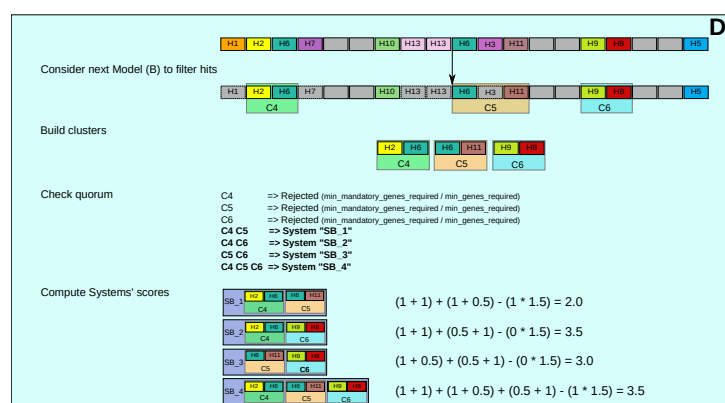 D
H1 H2 H6 H7 H10 H13 H13 H6 H3 H11 H9 H8 H5
Consider next Model (B) to filter hits
H1 H2 H6 H7 H10 H13 H13 H6 H3 H11 H9 H8 H5
C4 C5 C6
Build clusters
H2 H6 H6 H11 H9 H8
C4 C5 C6
Check quorum
C4 => Rejected (min_mandatory_genes_required / min_genes_required)
C5 => Rejected (min_mandatory_genes_required / min_genes_required)
C6 => Rejected (min_mandatory_genes_required / min_genes_required)
C4 C5 => System "SB_1"
C4 C6 => System "SB_2"
C5 C6 => System "SB_3"
C4 C5 C6 => System "SB_4"
Compute Systems' scores
SB_1 H2 H6 H6 H11 C4 C5
(1 + 1) + (1 + 0.5) - (1 * 1.5) = 2.0
SB_2 H2 H6 H9 H8 C4 C6
(1 + 1) + (0.5 + 1) - (0 * 1.5) = 3.5
SB_3 H6 H11 H9 H8 C5 C6
(1 + 0.5) + (0.5 + 1) - (0 * 1.5) = 3.0
SB_4 H2 H6 H6 H11 H9 H8 C4 C5 C6
(1 + 1) + (1 + 0.5) + (0.5 + 1) - (1 * 1.5) = 3.5